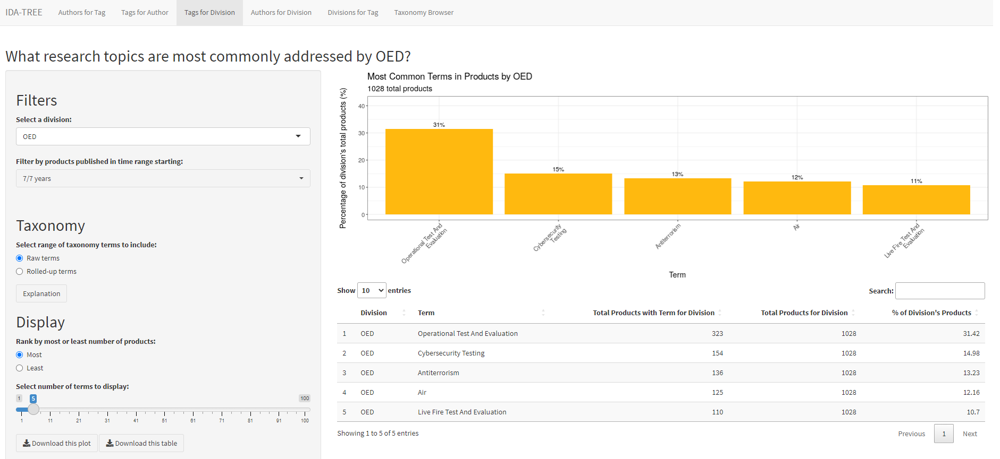 IDA-TREE Authors for Tag Tags for Author Tags for Division Authors for Division Divisions for Tag Taxonomy Browser
What research topics are most commonly addressed by OED?
Filters
Select a division:
OED
Filter by products published in time range starting:
7/7 years
Taxonomy
Select range of taxonomy terms to include:
Raw terms
Rolled-up terms
Explanation
Display
Rank by most or least number of products:
Most
Least
Select number of terms to display:
1 5 100
1 11 21 31 41 51 61 71 81 91 100
Download this plot Download this table
Most Common Terms in Products by OED
1028 total products
Percentage of division's total products (%)
40
30
20
10
0
31%
15%
13%
12%
11%
Operational Test And
Evaluation
Cybersecurity
Testing
Antiterrorism
Air
Live Fire Test And
Evaluation
Term
Show 10 entries
Search:
Division Term Total Products with Term for Division Total Products for Division % of Division's Products
1 OED Operational Test And Evaluation 323 1028 31.42
2 OED Cybersecurity Testing 154 1028 14.98
3 OED Antiterrorism 136 1028 13.23
4 OED Air 125 1028 12.16
5 OED Live Fire Test And Evaluation 110 1028 10.7
Showing 1 to 5 of 5 entries
Previous 1 Next